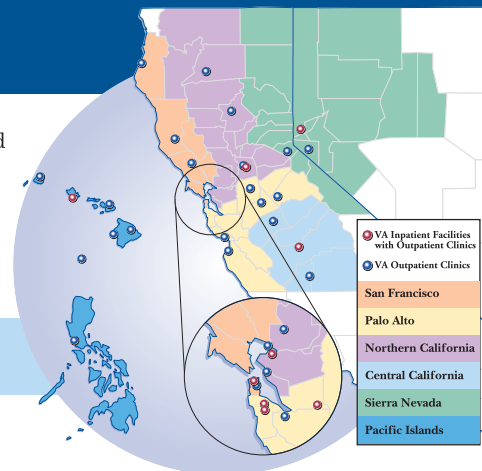 d
VA Inpatient Facilities
with Outpatient Clinics
VA Outpatient Clinics
San Francisco
Palo Alto
Northern California
Central California
Sierra Nevada
Pacific Islands